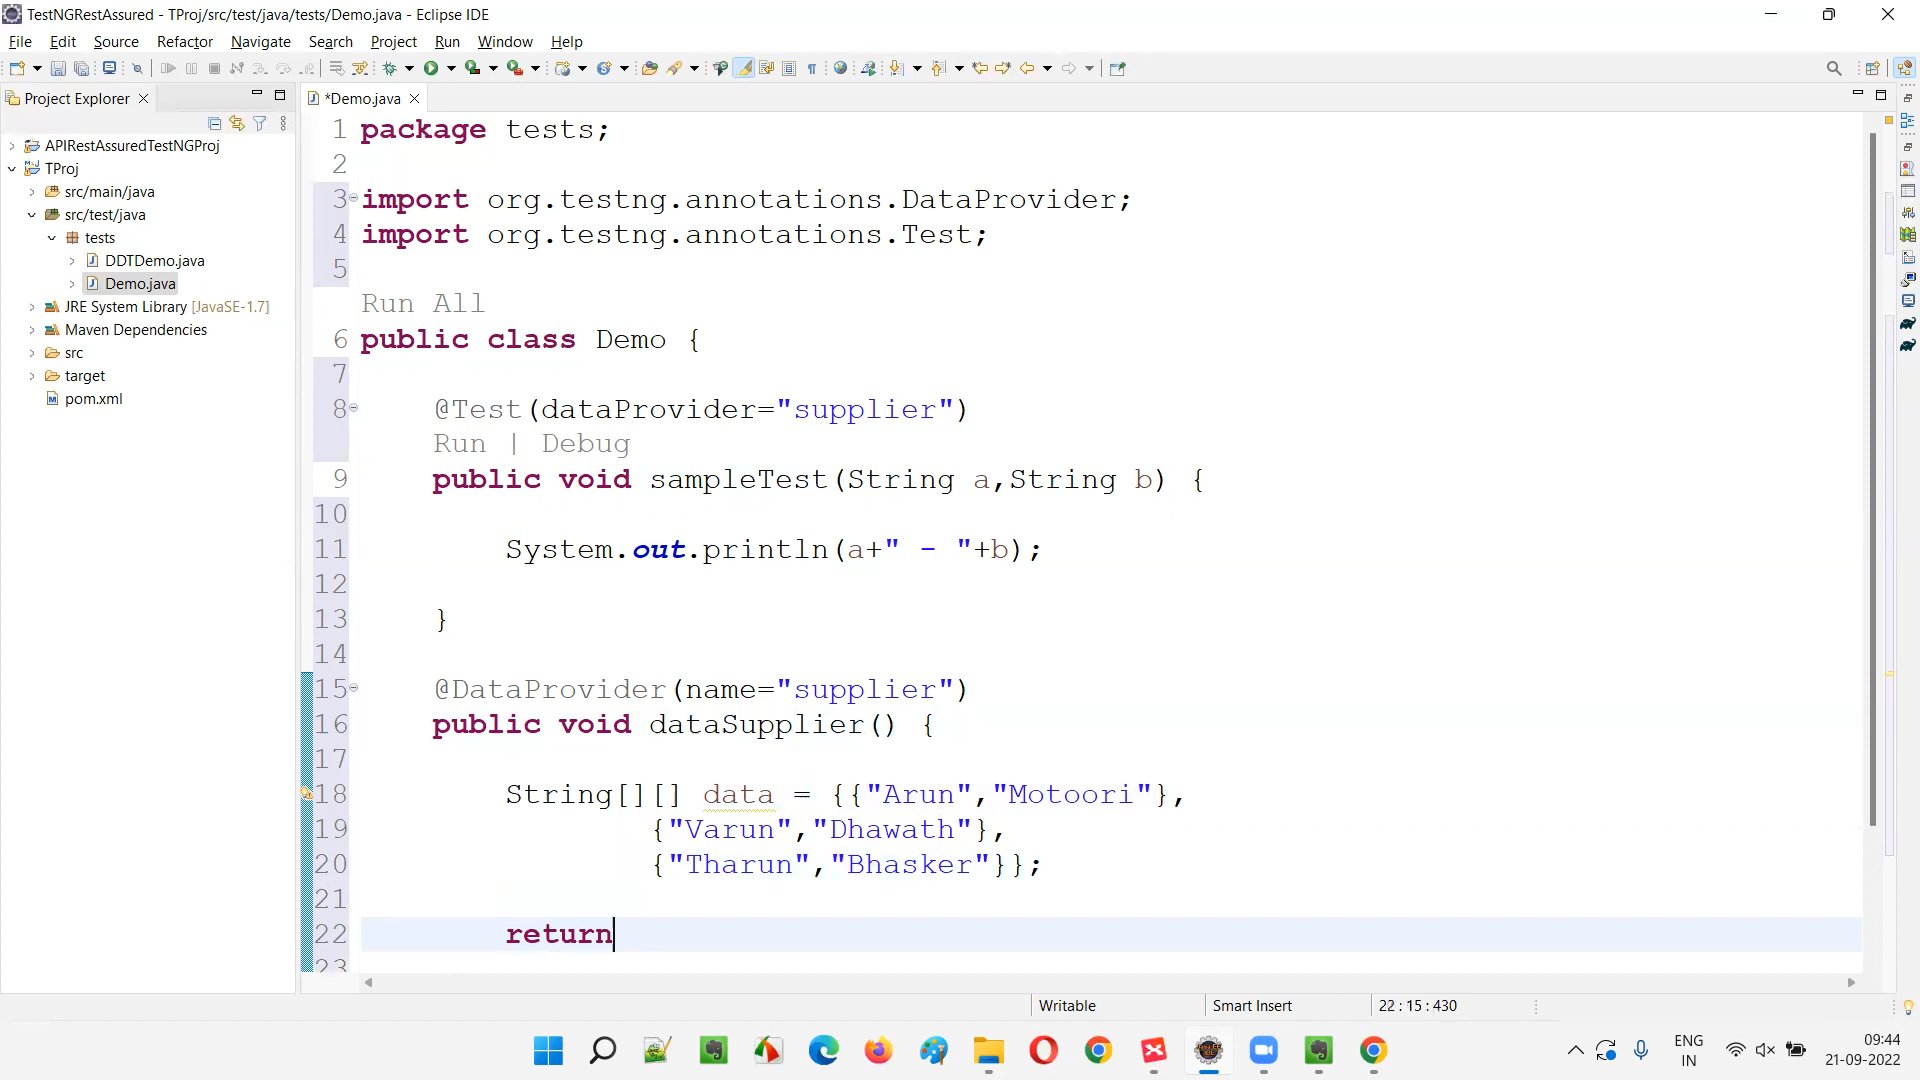 TestNGRestAssured - TProj/src/test/java/tests/Demo.java - Eclipse IDE
File Edit Source Refactor Navigate Search Project Run Window Help
Project Explorer
*Demo.java
APIRestAssuredTestNGProj
TProj
src/main/java
src/test/java
tests
DDTDemo.java
Demo.java
JRE System Library [JavaSE-1.7]
Maven Dependencies
src
target
pom.xml
1 package tests;
2
3 import org.testng.annotations.DataProvider;
4 import org.testng.annotations.Test;
5
Run All
6 public class Demo {
7
8 @Test(dataProvider="supplier")
Run | Debug
9 public void sampleTest(String a,String b) {
10
11 System.out.println(a+" - "+b);
12
13 }
14
15 @DataProvider(name="supplier")
16 public void dataSupplier() {
17
18 String[][] data = {{"Arun","Motoori"},
19 {"Varun","Dhawath"},
20 {"Tharun","Bhasker"}};
21
22 return
23
Writable Smart Insert 22 : 15 : 430
ENG
IN
09:44
21-09-2022